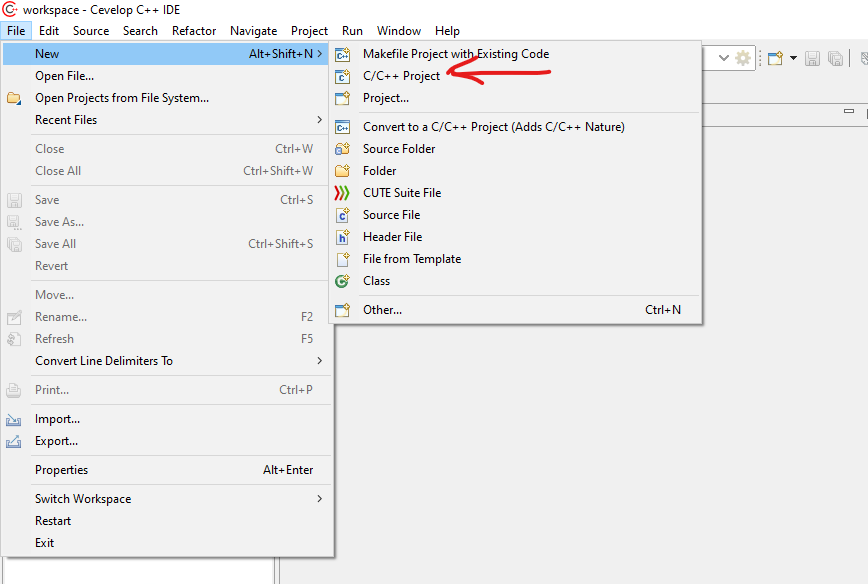 workspace - Cevelop C++ IDE
File Edit Source Search Refactor Navigate Project Run Window Help
New Alt+Shift+N >
Open File...
Open Projects from File System...
Recent Files >
Close Ctrl+W
Close All Ctrl+Shift+W
Save Ctrl+S
Save As...
Save All Ctrl+Shift+S
Revert
Move...
Rename... F2
Refresh F5
Convert Line Delimiters To >
Print... Ctrl+P
Import...
Export...
Properties Alt+Enter
Switch Workspace >
Restart
Exit
Makefile Project with Existing Code
C/C++ Project
Project...
Convert to a C/C++ Project (Adds C/C++ Nature)
Source Folder
Folder
CUTE Suite File
Source File
Header File
File from Template
Class
Other... Ctrl+N